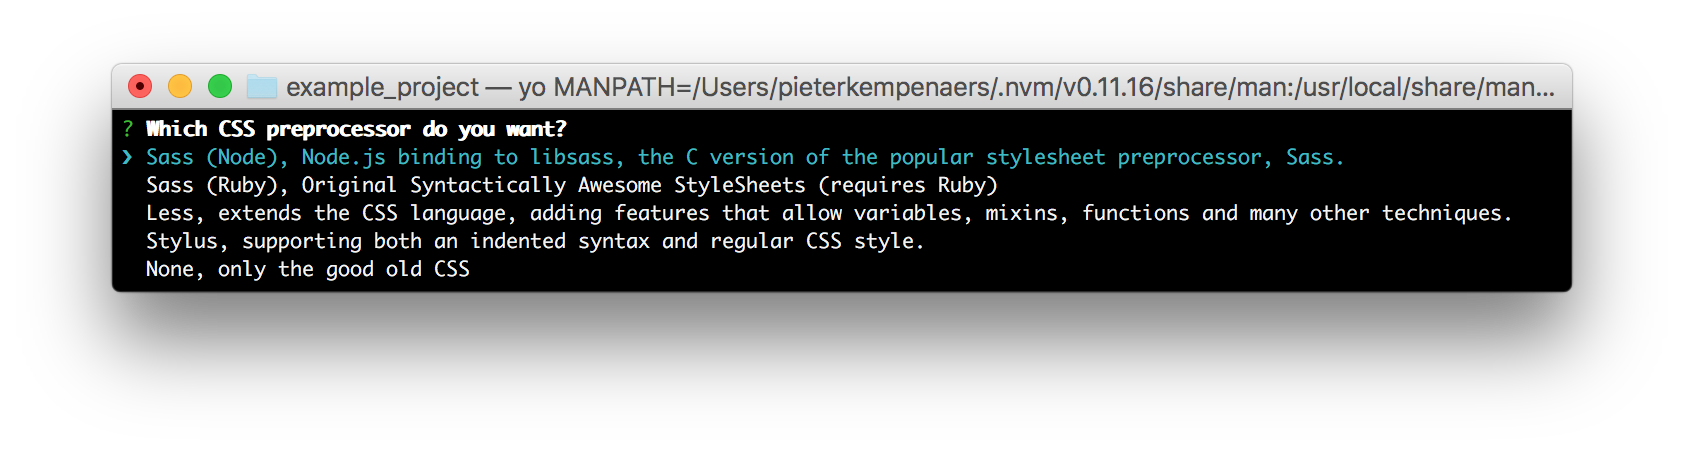 example_project — yo MANPATH=/Users/pieterkempenaers/.nvm/v0.11.16/share/man:/usr/local/share/man...
? Which CSS preprocessor do you want?
❯ Sass (Node), Node.js binding to libsass, the C version of the popular stylesheet preprocessor, Sass.
Sass (Ruby), Original Syntactically Awesome StyleSheets (requires Ruby)
Less, extends the CSS language, adding features that allow variables, mixins, functions and many other techniques.
Stylus, supporting both an indented syntax and regular CSS style.
None, only the good old CSS